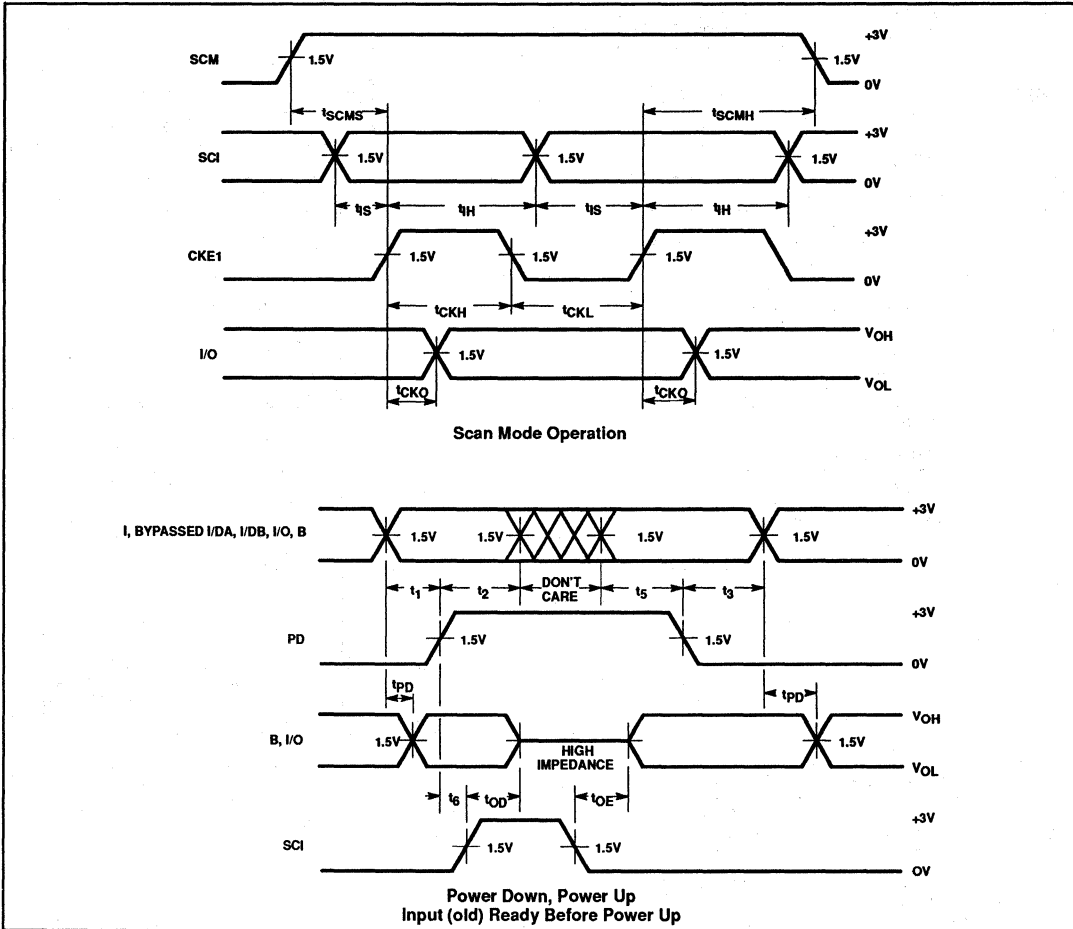 +3V
SCM
1.5V
1.5V
0V
tSCMS
tSCMH
+3V
SCI
1.5V
1.5V
1.5V
0V
tIS
tIH
tIS
tIH
+3V
CKE1
1.5V
1.5V
1.5V
0V
tCKH
tCKL
VOH
I/O
1.5V
1.5V
VOL
tCKO
tCKO
Scan Mode Operation
+3V
I, BYPASSED I/DA, I/DB, I/O, B
1.5V
1.5V
1.5V
1.5V
0V
t1
t2
DON'T
CARE
t5
t3
+3V
PD
1.5V
1.5V
0V
tPD
tPD
VOH
B, I/O
1.5V
HIGH
IMPEDANCE
1.5V
VOL
t6
tOD
tOE
+3V
SCI
1.5V
1.5V
0V
Power Down, Power Up
Input (old) Ready Before Power Up